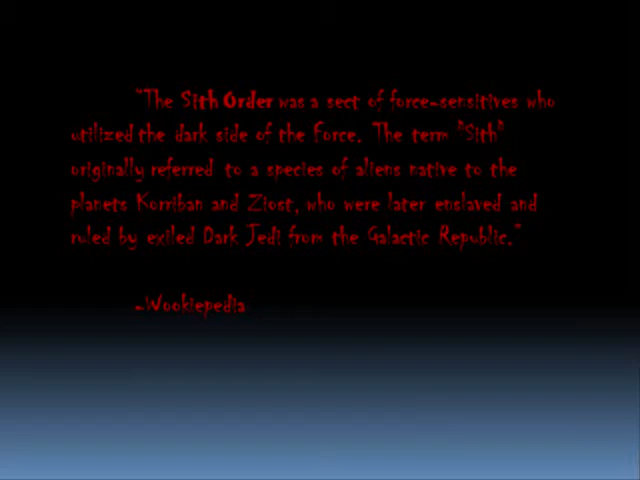 "The Sith Order was a sect of force-sensitives who
utilized the dark side of the Force. The term "Sith"
originally referred to a species of aliens native to the
planets Korriban and Ziost, who were later enslaved and
ruled by exiled Dark Jedi from the Galactic Republic."
-Wookiepedia